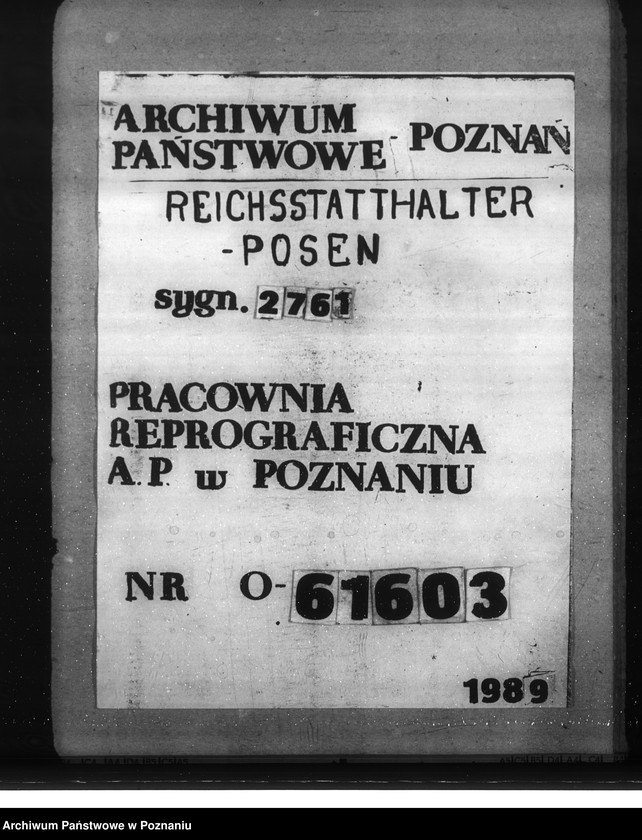 ARCHIWUM
PAŃSTWOWE - POZNAŃ
REICHSSTATTHALTER
-POSEN
sygn. 2761
PRACOWNIA
REPROGRAFICZNA
A.P. w POZNANIU
NR O-61603
1989
Archiwum Państwowe w Poznaniu